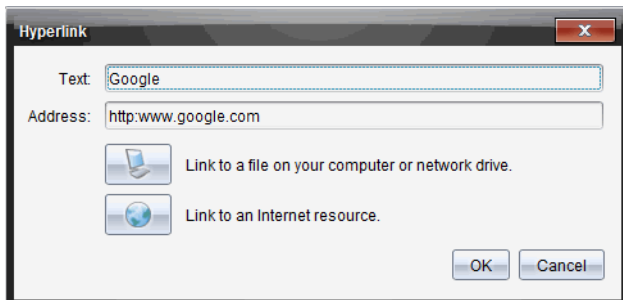 Hyperlink
Text: Google
Address: http:www.google.com
Link to a file on your computer or network drive.
Link to an Internet resource.
OK Cancel